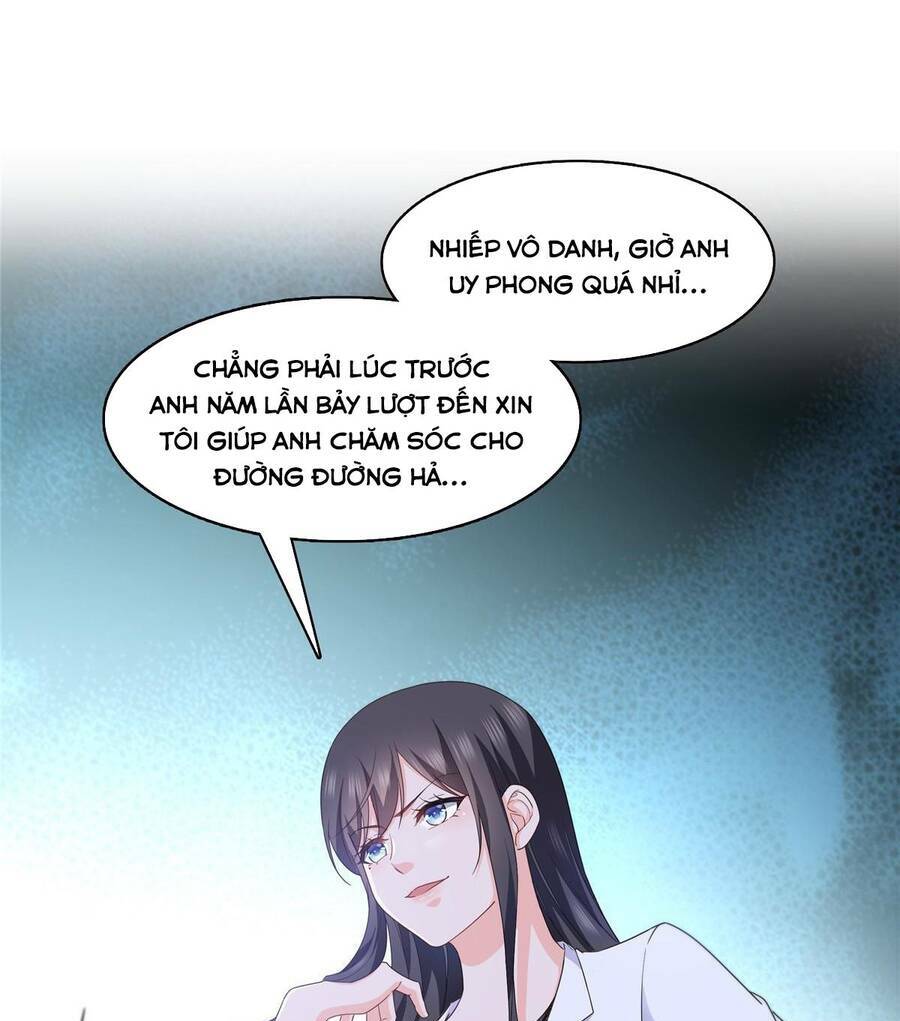 NHIẾP VÔ DANH, GIỜ ANH
UY PHONG QUÁ NHỈ...
CHẲNG PHẢI LÚC TRƯỚC
ANH NĂM LẦN BẢY LƯỢT ĐẾN XIN
TÔI GIÚP ANH CHĂM SÓC CHO
ĐƯỜNG ĐƯỜNG HẢ...